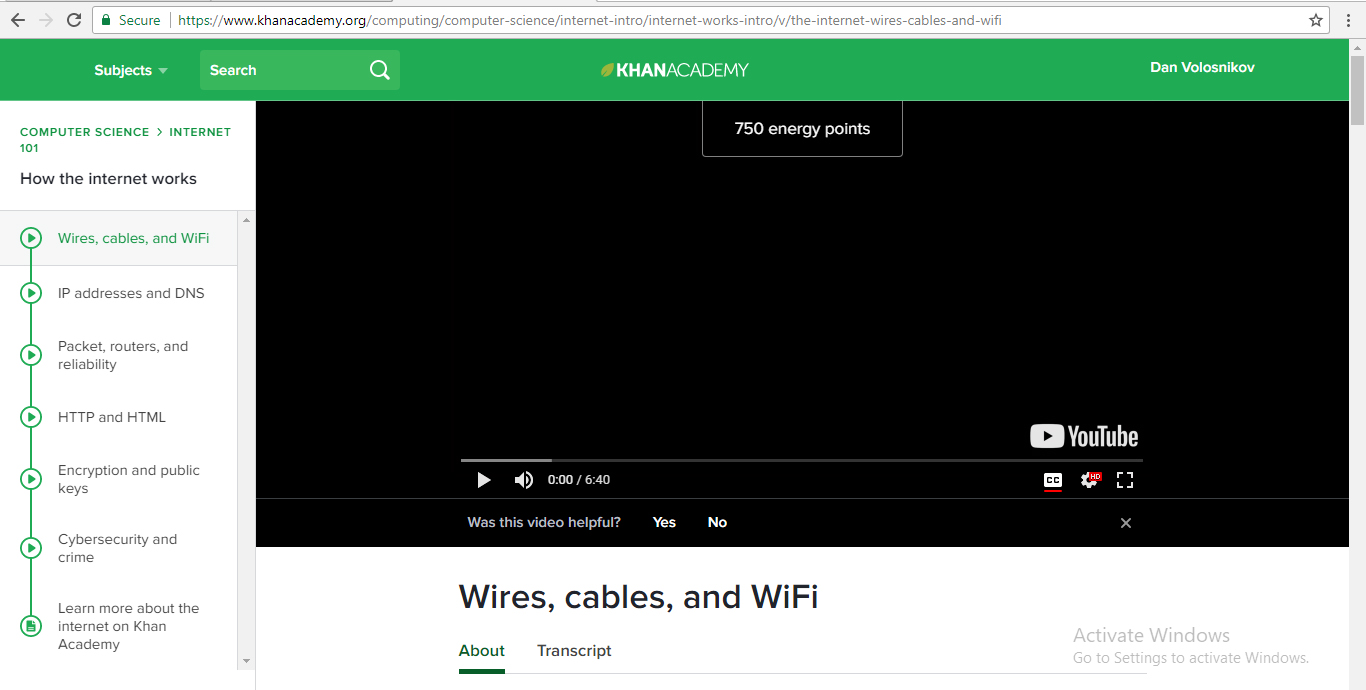 Secure https://www.khanacademy.org/computing/computer-science/internet-intro/internet-works-intro/v/the-internet-wires-cables-and-wifi
Subjects Search KHANACADEMY Dan Volosnikov
COMPUTER SCIENCE > INTERNET
101
How the internet works
Wires, cables, and WiFi
IP addresses and DNS
Packet, routers, and
reliability
HTTP and HTML
Encryption and public
keys
Cybersecurity and
crime
Learn more about the
internet on Khan
Academy
750 energy points
YouTube
0:00 / 6:40 CC HD
Was this video helpful? Yes No
Wires, cables, and WiFi
About Transcript
Activate Windows
Go to Settings to activate Windows.